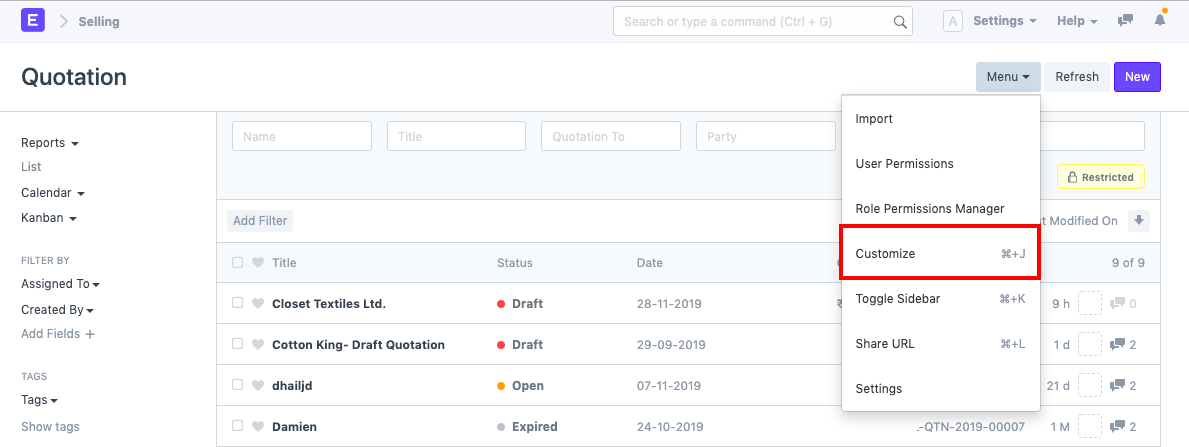 E Selling Search or type a command (Ctrl + G) A Settings Help
Quotation Menu Refresh New
Import
User Permissions
Role Permissions Manager
Customize ⌘+J
Toggle Sidebar ⌘+K
Share URL ⌘+L
Settings
Reports
List
Calendar
Kanban
FILTER BY
Assigned To
Created By
Add Fields +
TAGS
Tags
Show tags
Name Title Quotation To Party
Restricted
Add Filter Modified On
Title Status Date 9 of 9
Closet Textiles Ltd. Draft 28-11-2019 9 h 0
Cotton King- Draft Quotation Draft 29-09-2019 1 d 2
dhailjd Open 07-11-2019 21 d 2
Damien Expired 24-10-2019 -QTN-2019-00007 1 M 2